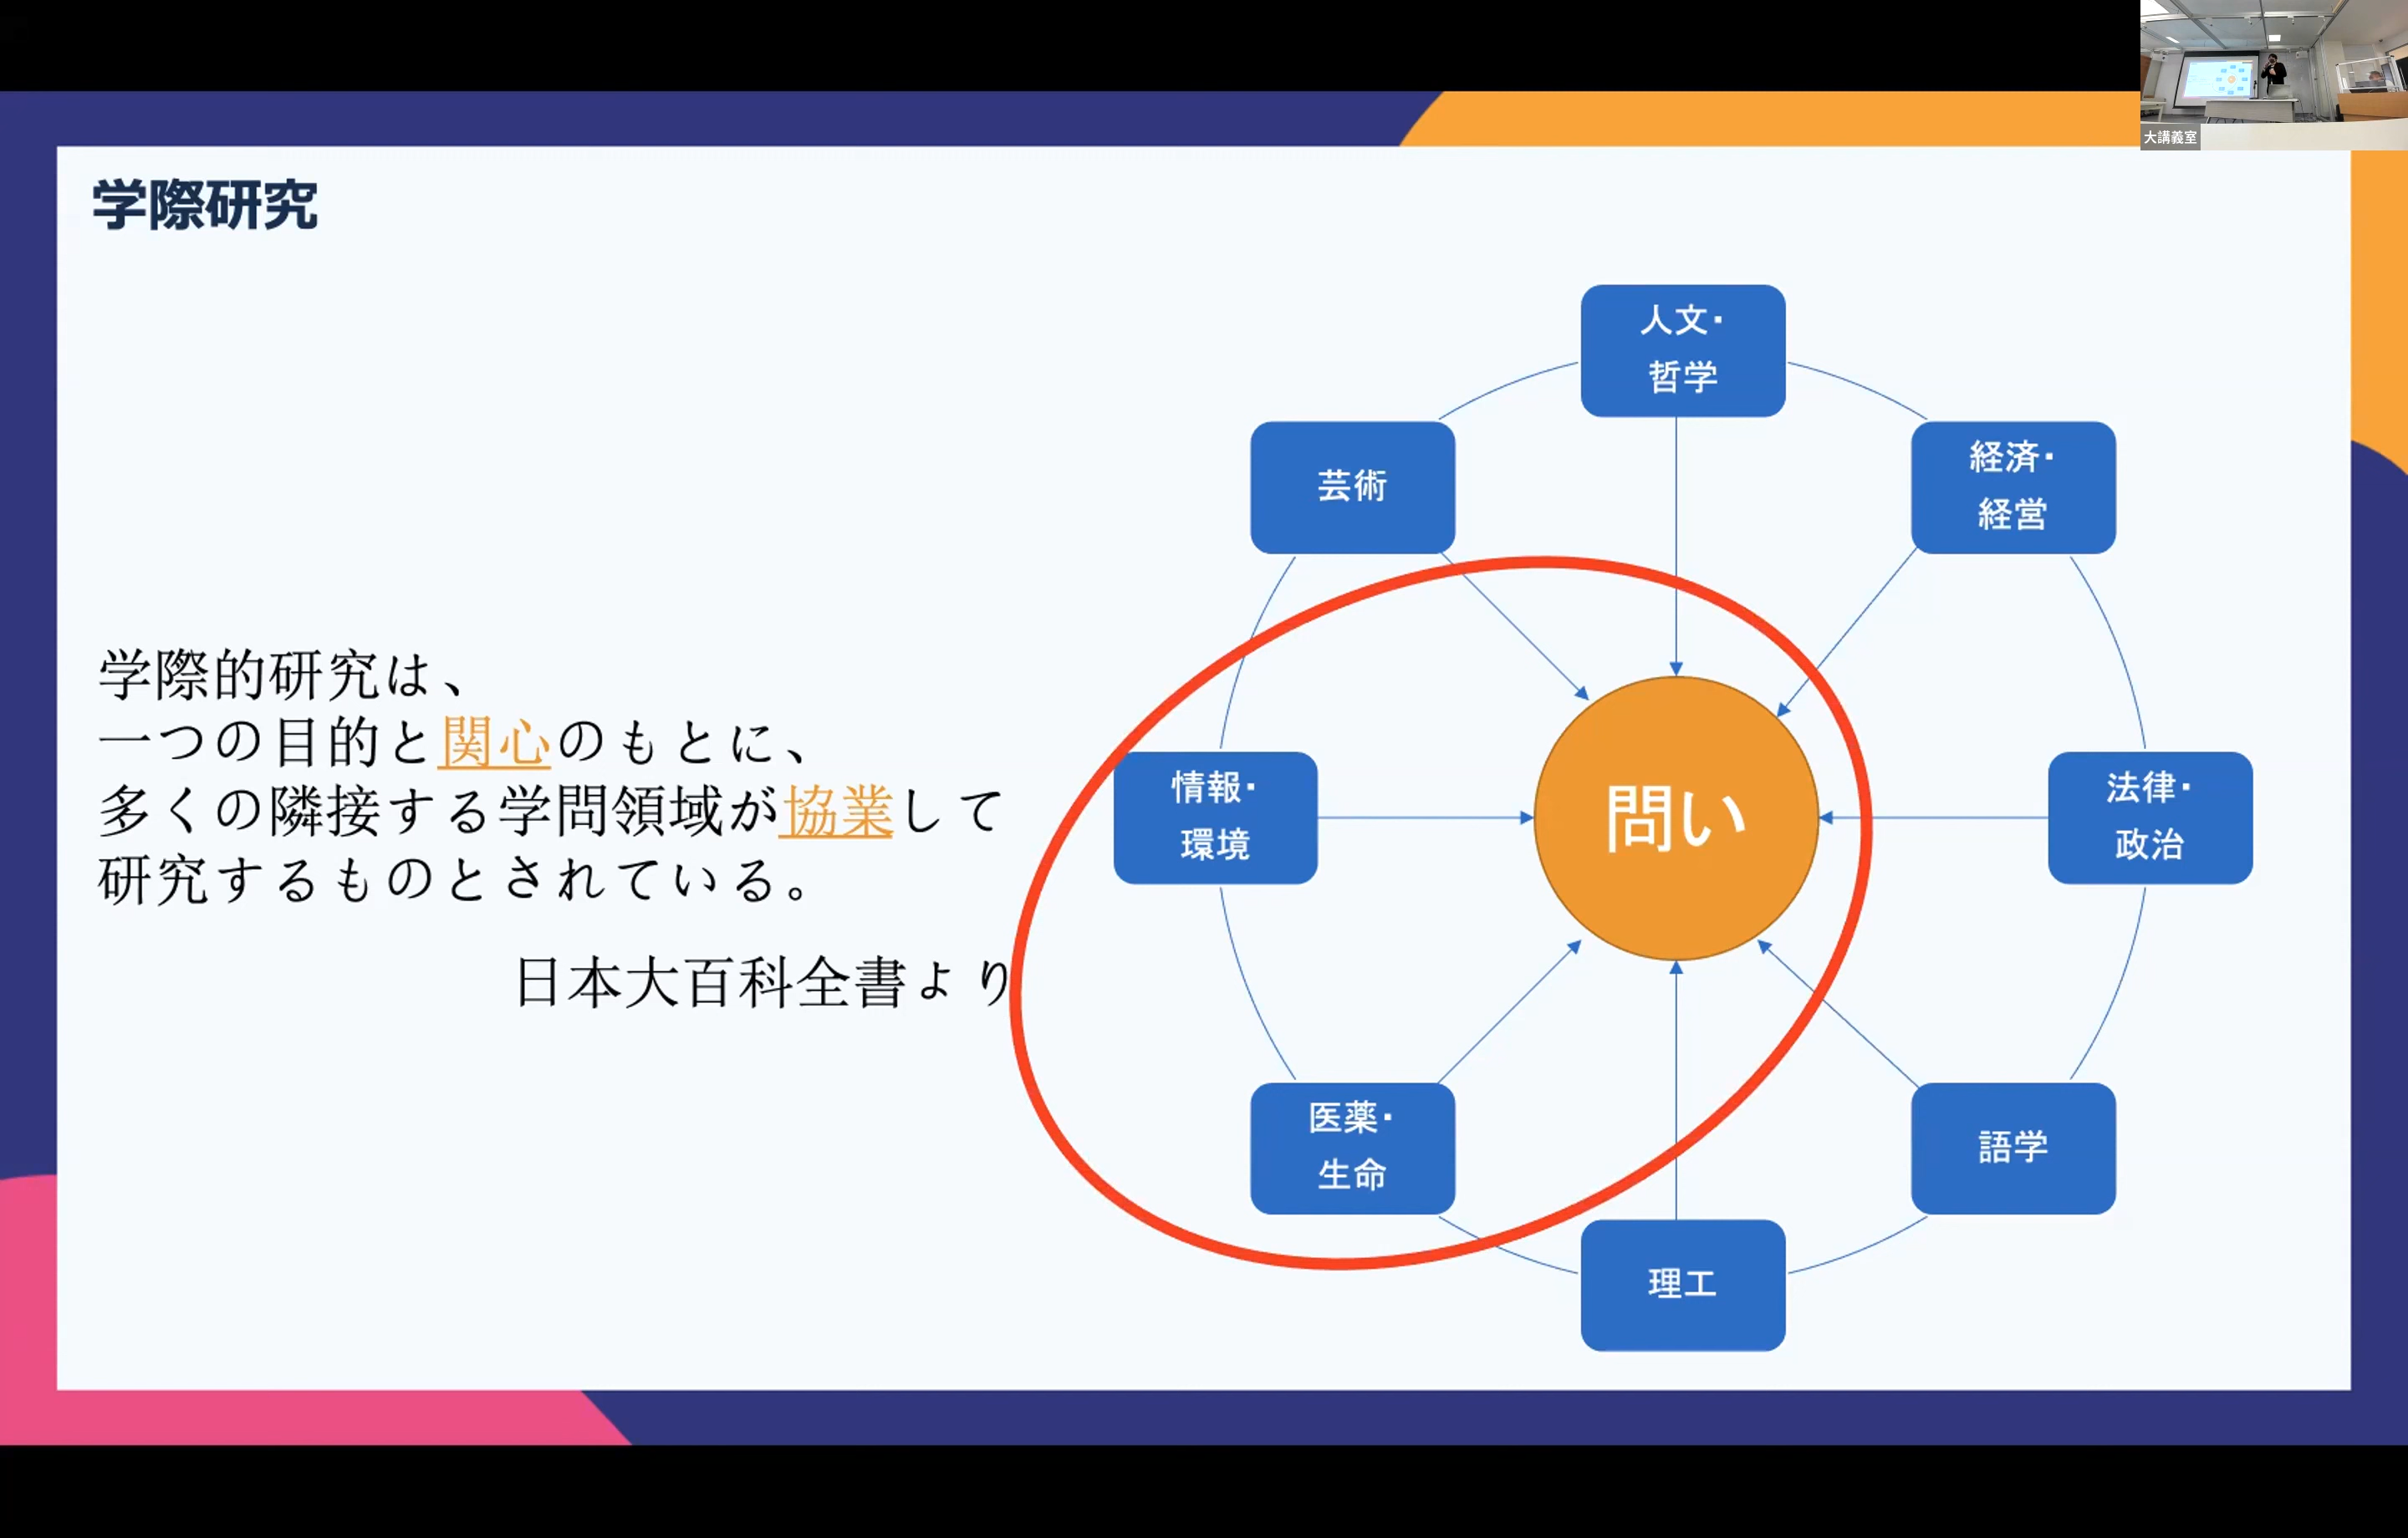 大講義室
学際研究
学際的研究は、
一つの目的と関心のもとに、
多くの隣接する学問領域が協業して
研究するものとされている。
日本大百科全書より
人文・
哲学
経済・
経営
法律・
政治
語学
理工
医薬・
生命
情報・
環境
芸術
問い